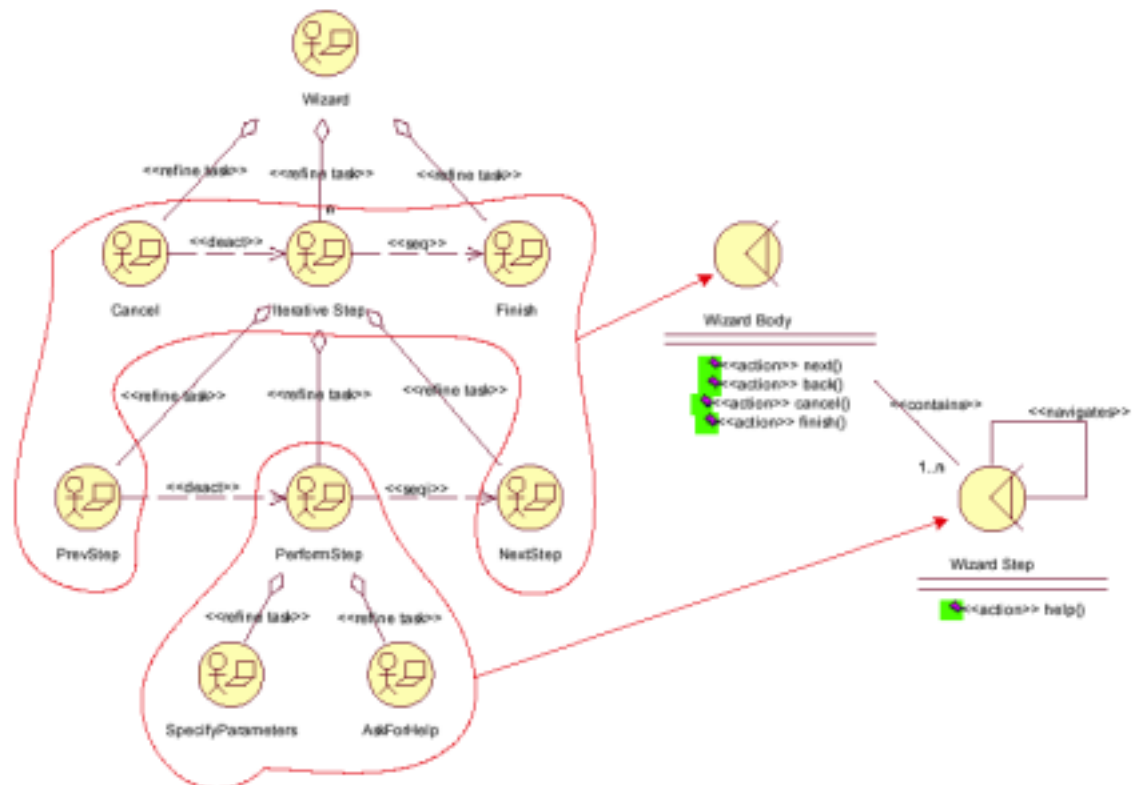 Wizard
<<refine task>>
<<refine task>>
<<refine task>>
n
<<deact>>
<<seq>>
Cancel
Iterative Step
Finish
Wizard Body
<<action>> next()
<<action>> back()
<<action>> cancel()
<<action>> finish()
<<refine task>>
<<refine task>>
<<refine task>>
<<contains>>
<<navigates>>
1..n
<<deact>>
<<seqi>>
PrevStep
PerformStep
NextStep
Wizard Step
<<action>> help()
<<refine task>>
<<refine task>>
SpecifyParameters
AskForHelp